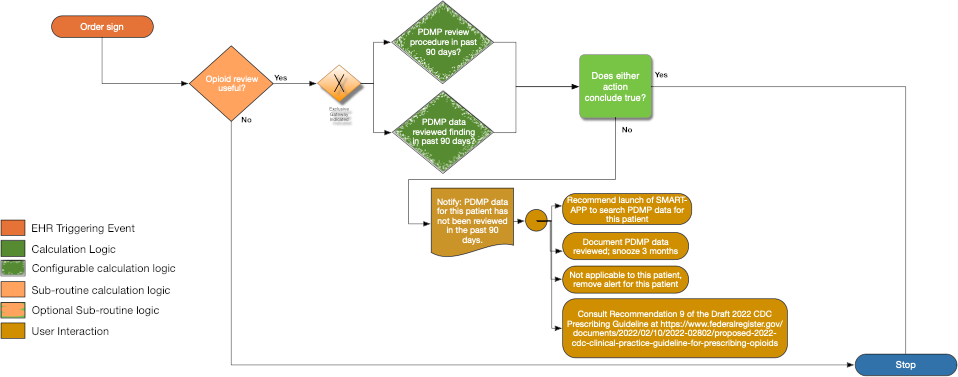 Order sign
Opioid review
useful?
Yes
No
X
Exclusive
Gateway
indicated
PDMP review
procedure in past
90 days?
PDMP data
reviewed finding
in past 90 days?
Does either
action
conclude true?
Yes
No
Notify: PDMP data
for this patient has
not been reviewed
in the past 90
days.
Recommend launch of SMART-
APP to search PDMP data for
this patient
Document PDMP data
reviewed; snooze 3 months
Not applicable to this patient,
remove alert for this patient
Consult Recommendation 9 of the Draft 2022 CDC
Prescribing Guideline at https://www.federalregister.gov/
documents/2022/02/10/2022-02802/proposed-2022-
cdc-clinical-practice-guideline-for-prescribing-opioids
Stop
EHR Triggering Event
Calculation Logic
Configurable calculation logic
Sub-routine calculation logic
Optional Sub-routine logic
User Interaction